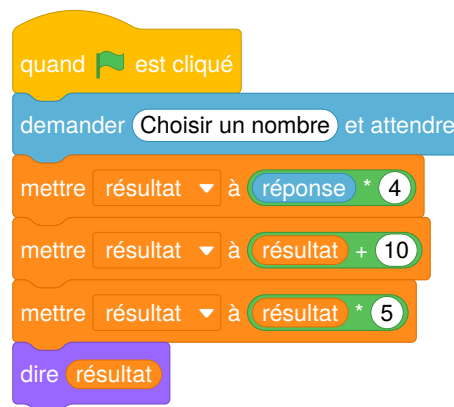 quand est cliqué
demander Choisir un nombre et attendre
mettre résultat à réponse * 4
mettre résultat à résultat + 10
mettre résultat à résultat * 5
dire résultat